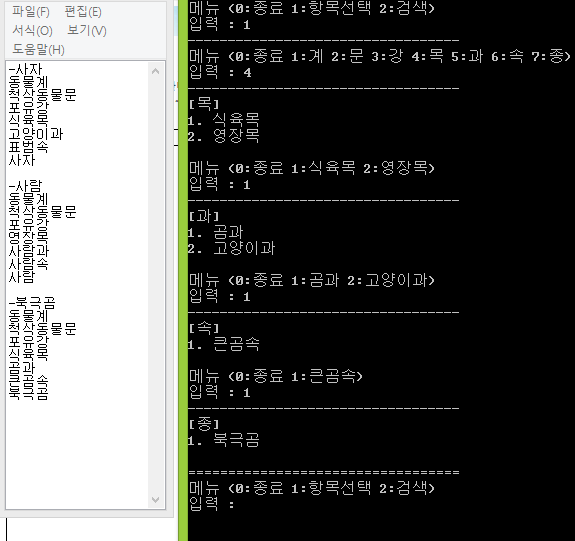 파일(F) 편집(E)
서식(O) 보기(V)
도움말(H)
-사자
동물계
척삭동물문
포유강
식육목
고양이과
표범속
사자
-사람
동물계
척삭동물문
포유강
영장목
사람과
사람속
사람
-북극곰
동물계
척삭동물문
포유강
식육목
곰과
큰곰속
북극곰
메뉴 (0:종료 1:항목선택 2:검색)
입력 : 1
----------------------------------
메뉴 (0:종료 1:계 2:문 3:강 4:목 5:과 6:속 7:종)
입력 : 4
----------------------------------
[목]
1. 식육목
2. 영장목
메뉴 (0:종료 1:식육목 2:영장목)
입력 : 1
----------------------------------
[과]
1. 곰과
2. 고양이과
메뉴 (0:종료 1:곰과 2:고양이과)
입력 : 1
----------------------------------
[속]
1. 큰곰속
메뉴 (0:종료 1:큰곰속)
입력 : 1
----------------------------------
[종]
1. 북극곰
==================================
메뉴 (0:종료 1:항목선택 2:검색)
입력 :